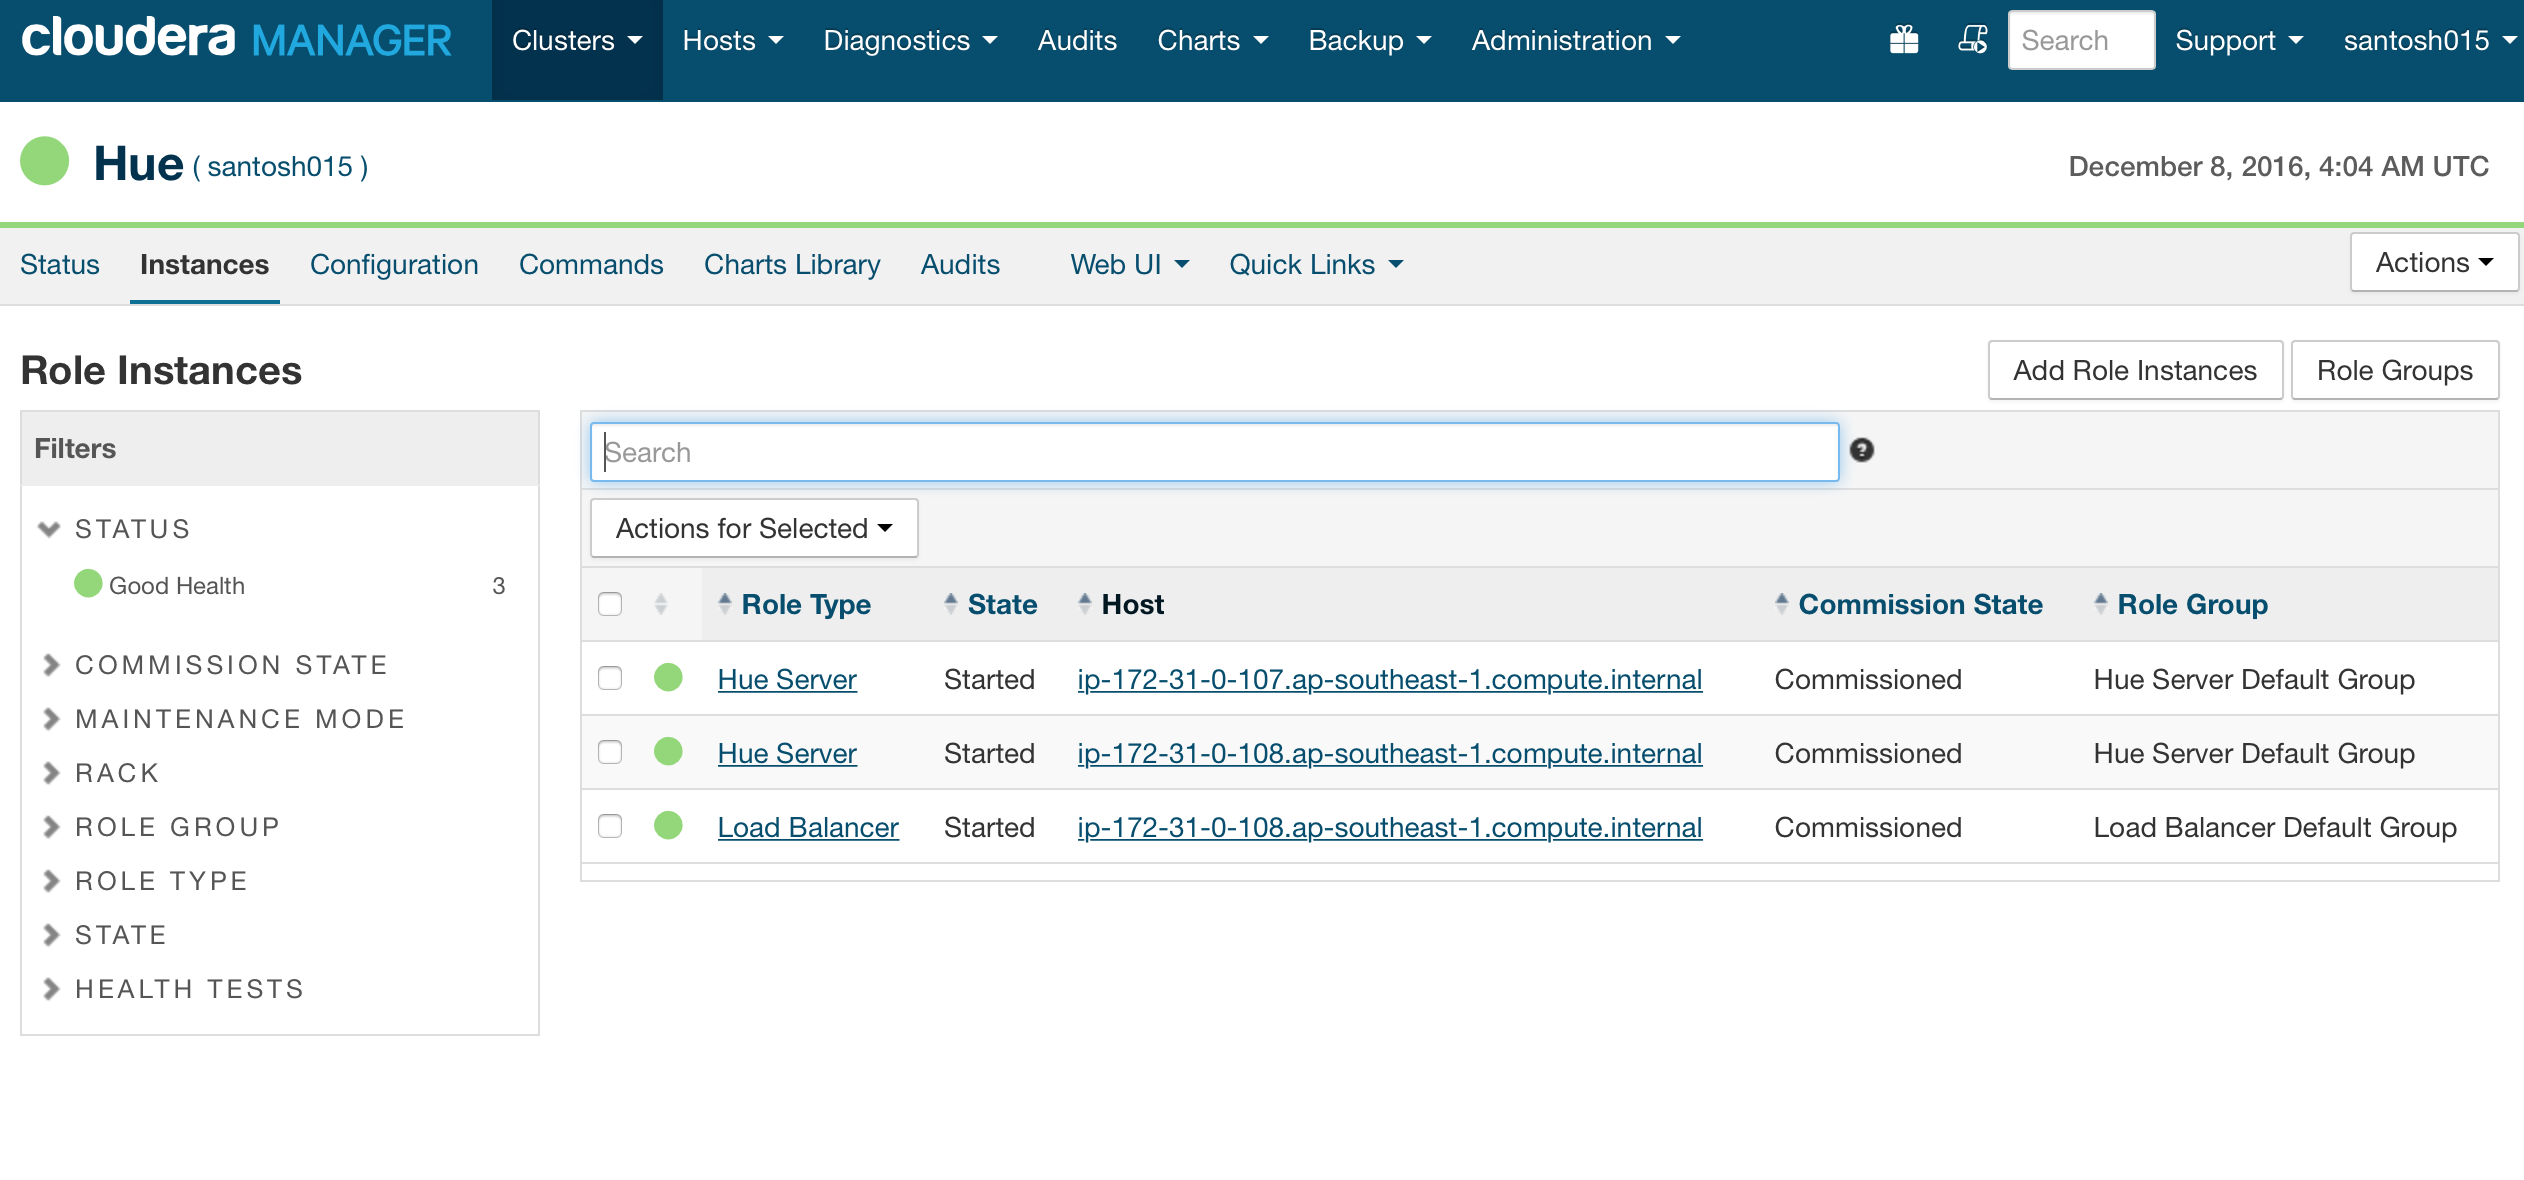 cloudera MANAGER Clusters Hosts Diagnostics Audits Charts Backup Administration Search Support santosh015
Hue ( santosh015 ) December 8, 2016, 4:04 AM UTC
Status Instances Configuration Commands Charts Library Audits Web UI Quick Links Actions
Role Instances Add Role Instances Role Groups
Filters
STATUS
Good Health 3
COMMISSION STATE
MAINTENANCE MODE
RACK
ROLE GROUP
ROLE TYPE
STATE
HEALTH TESTS
Search ?
Actions for Selected
Role Type State Host Commission State Role Group
Hue Server Started ip-172-31-0-107.ap-southeast-1.compute.internal Commissioned Hue Server Default Group
Hue Server Started ip-172-31-0-108.ap-southeast-1.compute.internal Commissioned Hue Server Default Group
Load Balancer Started ip-172-31-0-108.ap-southeast-1.compute.internal Commissioned Load Balancer Default Group